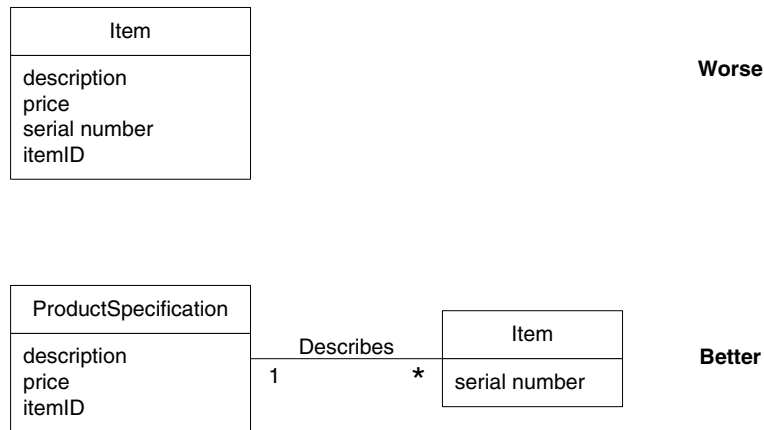 Item
description
price
serial number
itemID
Worse
ProductSpecification
description
price
itemID
Describes
1
*
Item
serial number
Better